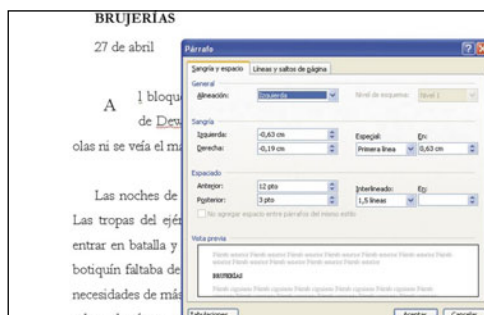 BRUJERÍAS
27 de abril
A l bloqu
de Dew
olas ni se veía el ma
Las noches de
Las tropas del ejér
entrar en batalla y
botiquín faltaba de
necesidades de más
Párrafo
Sangría y espacio Líneas y saltos de página
General
Alineación: Izquierda Nivel de esquema: Nivel 1
Sangría
Izquierda: -0,63 cm Especial: En:
Derecha: -0,19 cm Primera línea 0,63 cm
Espaciado
Anterior: 12 pto Interlineado: En:
Posterior: 3 pto 1,5 líneas
No agregar espacio entre párrafos del mismo estilo
Vista previa
BRUJERÍAS
Tabulaciones... Aceptar Cancelar